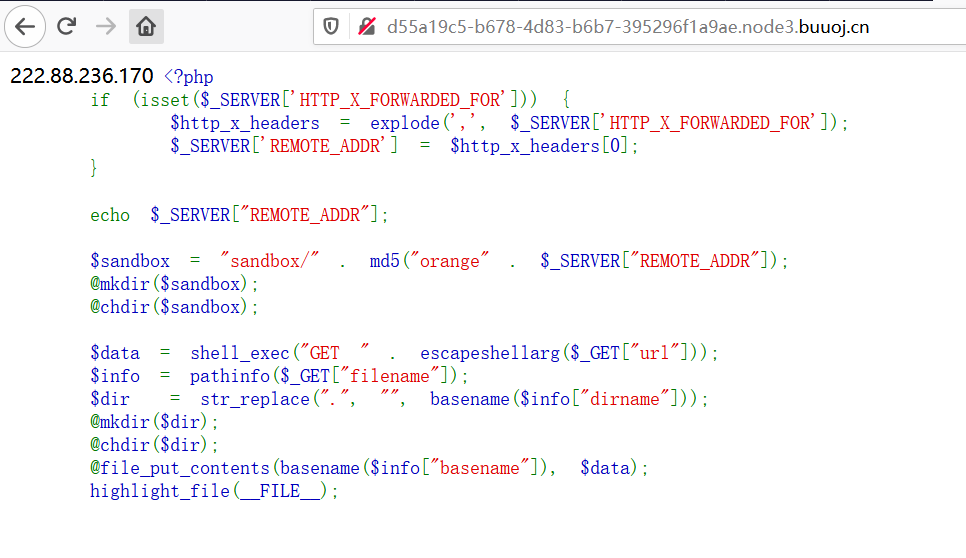 d55a19c5-b678-4d83-b6b7-395296f1a9ae.node3.buuoj.cn
222.88.236.170 <?php
if (isset($_SERVER['HTTP_X_FORWARDED_FOR'])) {
$http_x_headers = explode(',', $_SERVER['HTTP_X_FORWARDED_FOR']);
$_SERVER['REMOTE_ADDR'] = $http_x_headers[0];
}
echo $_SERVER["REMOTE_ADDR"];
$sandbox = "sandbox/" . md5("orange" . $_SERVER["REMOTE_ADDR"]);
@mkdir($sandbox);
@chdir($sandbox);
$data = shell_exec("GET " . escapeshellarg($_GET["url"]));
$info = pathinfo($_GET["filename"]);
$dir = str_replace(".", "", basename($info["dirname"]));
@mkdir($dir);
@chdir($dir);
@file_put_contents(basename($info["basename"]), $data);
highlight_file(__FILE__);